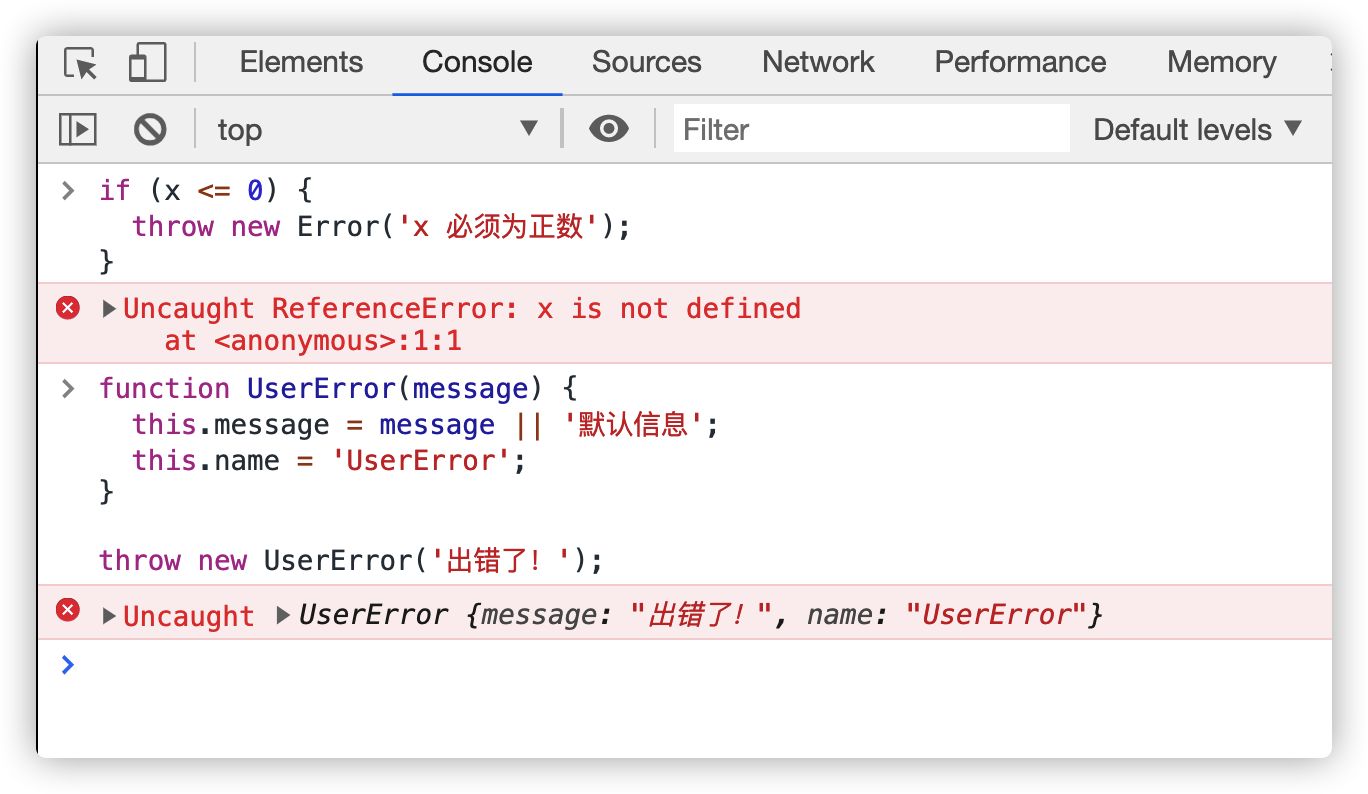 Elements Console Sources Network Performance Memory
top Filter Default levels
if (x <= 0) {
  throw new Error('x 必须为正数');
}
Uncaught ReferenceError: x is not defined
    at <anonymous>:1:1
function UserError(message) {
  this.message = message || '默认信息';
  this.name = 'UserError';
}
throw new UserError('出错了！');
Uncaught UserError {message: "出错了！", name: "UserError"}